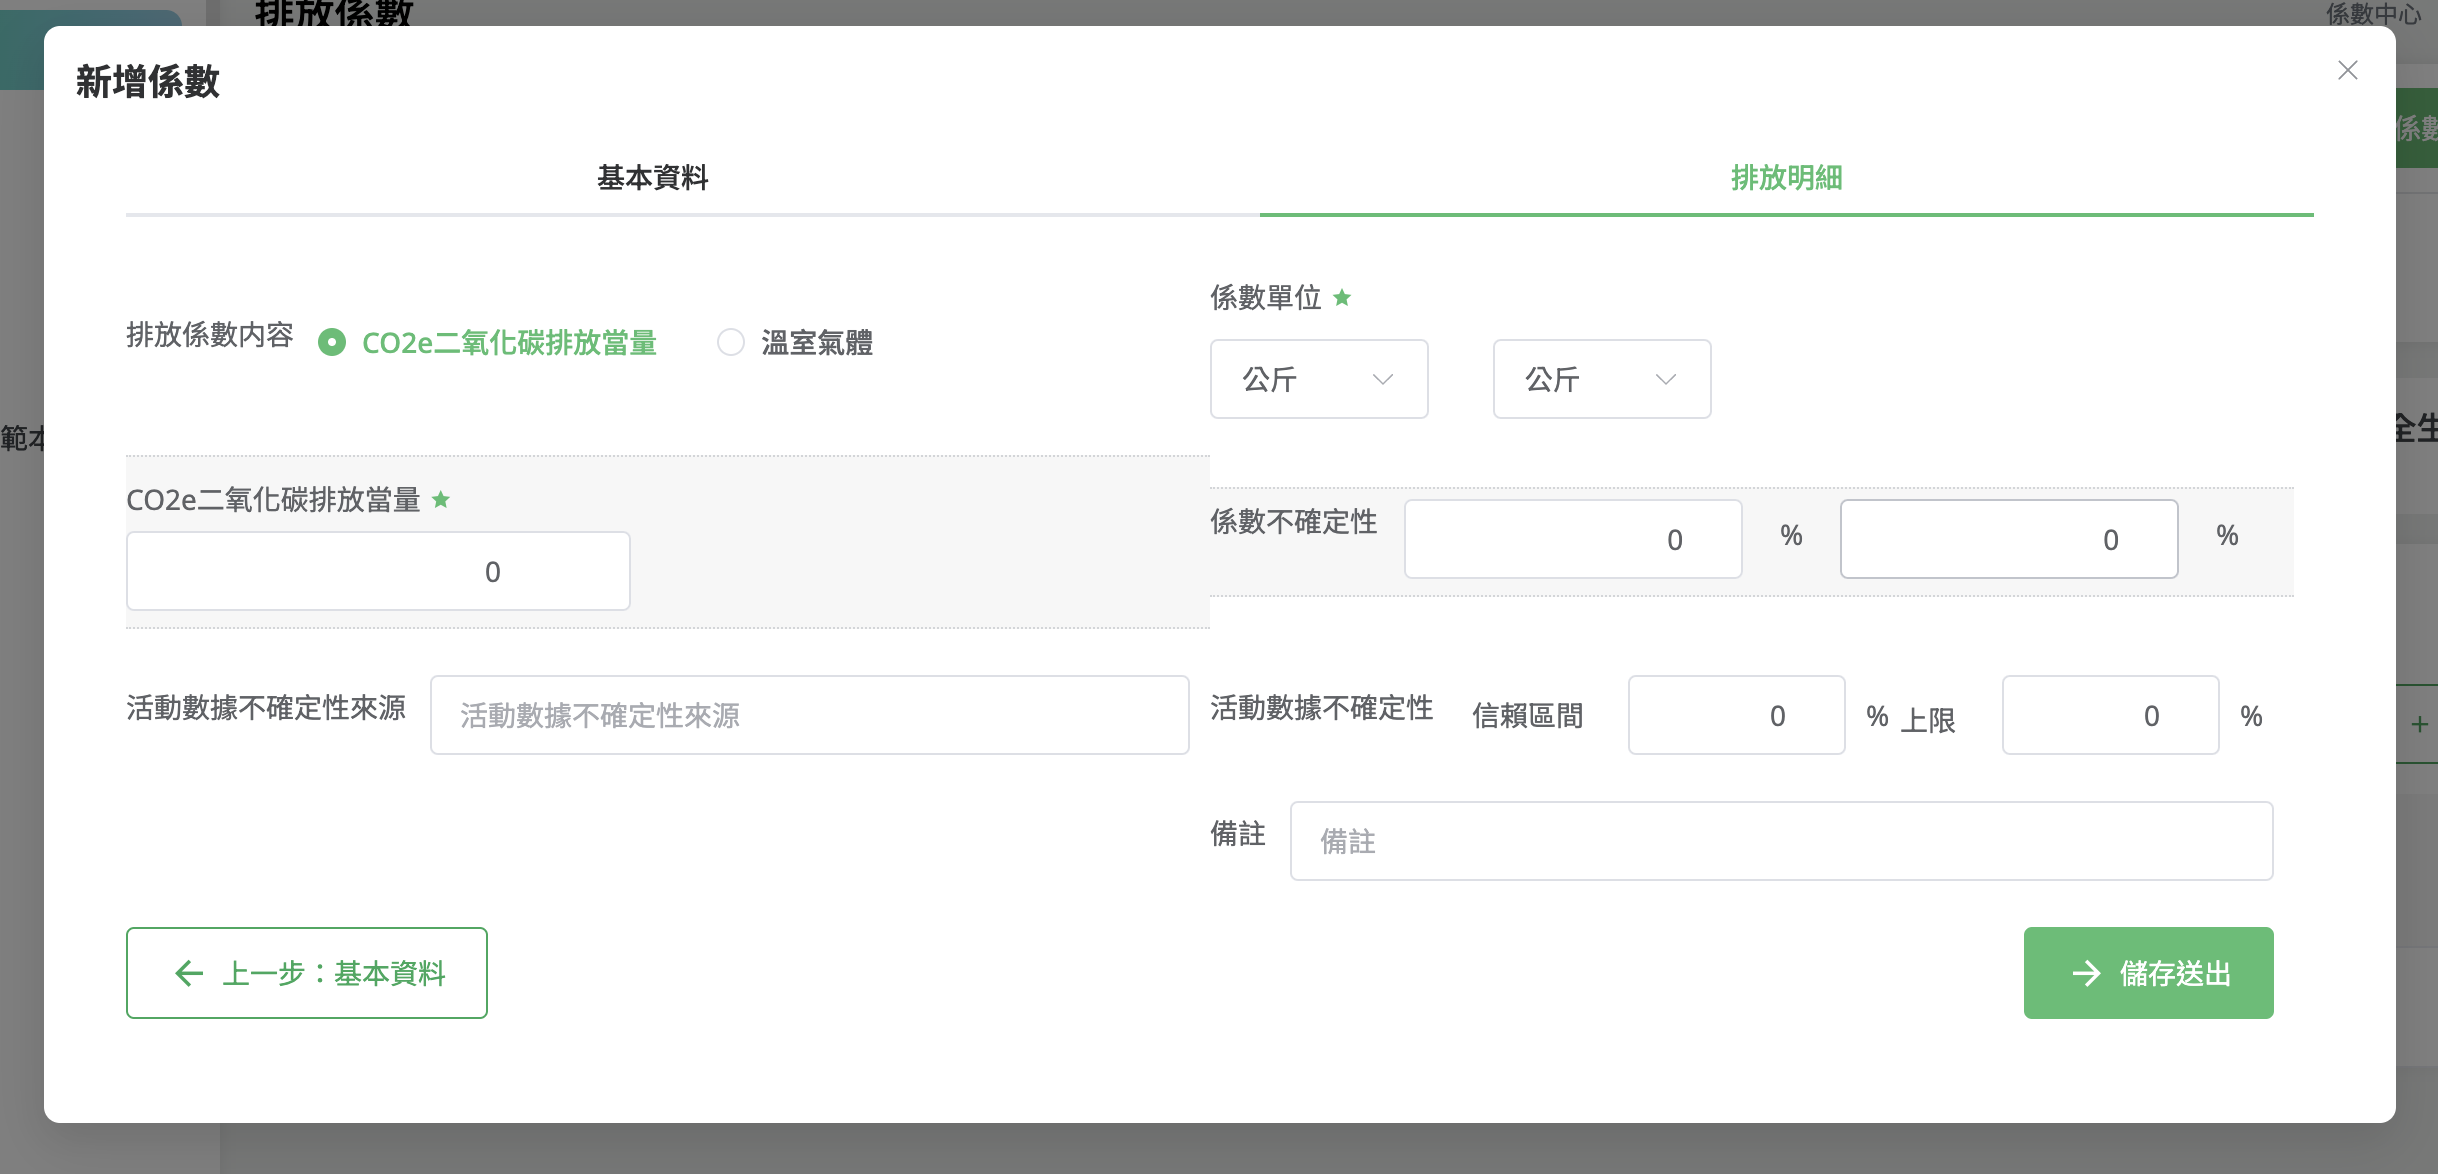 排放係數
係數中心
新增係數
基本資料
排放明細
係數
排放係數內容
CO2e二氧化碳排放當量
溫室氣體
係數單位
公斤
公斤
範本
全生
CO2e二氧化碳排放當量
0
係數不確定性
0
%
0
%
活動數據不確定性來源
活動數據不確定性來源
活動數據不確定性
信賴區間
0
%
上限
0
%
+
備註
備註
上一步：基本資料
儲存送出